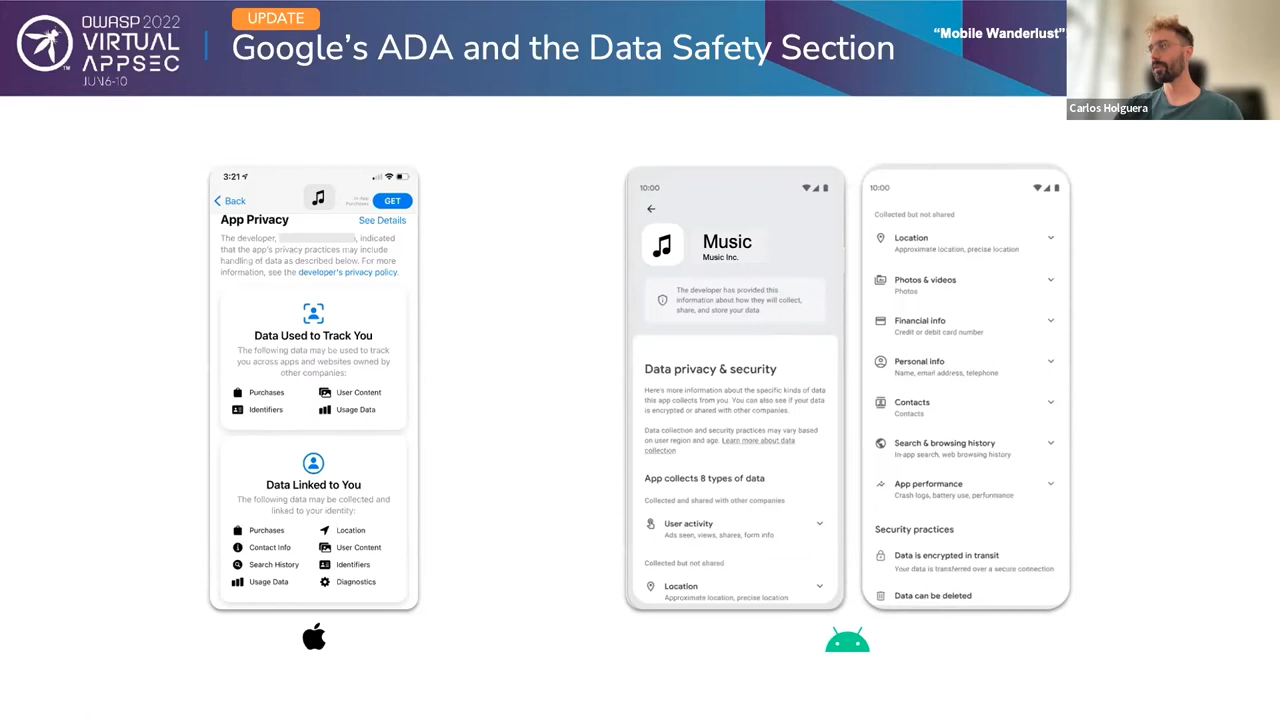 OWASP 2022
VIRTUAL
APPSEC
JUN 6-10
UPDATE
Google's ADA and the Data Safety Section
"Mobile Wanderlust"
Carlos Holguera
3:21
Back
In-App
Purchases
GET
App Privacy
See Details
The developer, , indicated
that the app's privacy practices may include
handling of data as described below. For more
information, see the developer's privacy policy.
Data Used to Track You
The following data may be used to track
you across apps and websites owned by
other companies:
Purchases
User Content
Identifiers
Usage Data
Data Linked to You
The following data may be collected and
linked to your identity:
Purchases
Location
Contact Info
User Content
Search History
Identifiers
Usage Data
Diagnostics
10:00
Music
Music Inc.
The developer has provided this
information about how they will collect,
share, and store your data
Data privacy & security
Here's more information about the specific kinds of data
this app collects from you. You can also see if your data
is encrypted or shared with other companies.
Data collection and security practices may vary based
on user region and age. Learn more about data
collection
App collects 8 types of data
Collected and shared with other companies
User activity
Ads seen, views, shares, form info
Collected but not shared
Location
Approximate location, precise location
10:00
Collected but not shared
Location
Approximate location, precise location
Photos & videos
Photos
Financial info
Credit or debit card number
Personal info
Name, email address, telephone
Contacts
Contacts
Search & browsing history
In-app search, web browsing history
App performance
Crash logs, battery use, performance
Security practices
Data is encrypted in transit
Your data is transferred over a secure connection
Data can be deleted